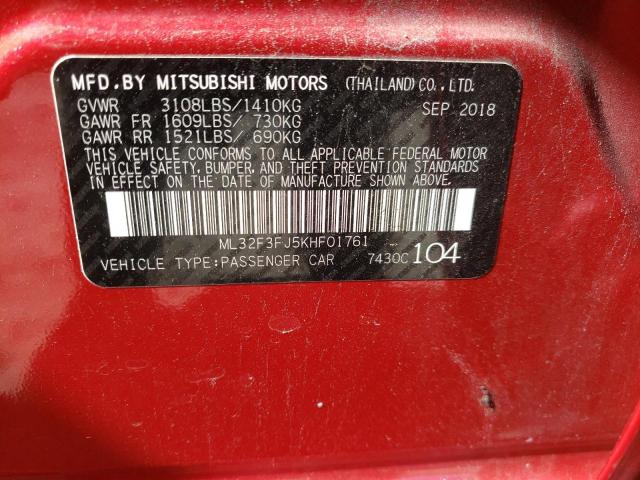 MFD.BY MITSUBISHI MOTORS (THAILAND)CO.,LTD.
GVWR 3108LBS/1410KG SEP 2018
GAWR FR 1609LBS/ 730KG
GAWR RR 1521LBS/ 690KG
THIS VEHICLE CONFORMS TO ALL APPLICABLE FEDERAL MOTOR
VEHICLE SAFETY, BUMPER, AND THEFT PREVENTION STANDARDS
IN EFFECT ON THE DATE OF MANUFACTURE SHOWN ABOVE.
ML32F3FJ5KHF01761
VEHICLE TYPE:PASSENGER CAR 7430C 104